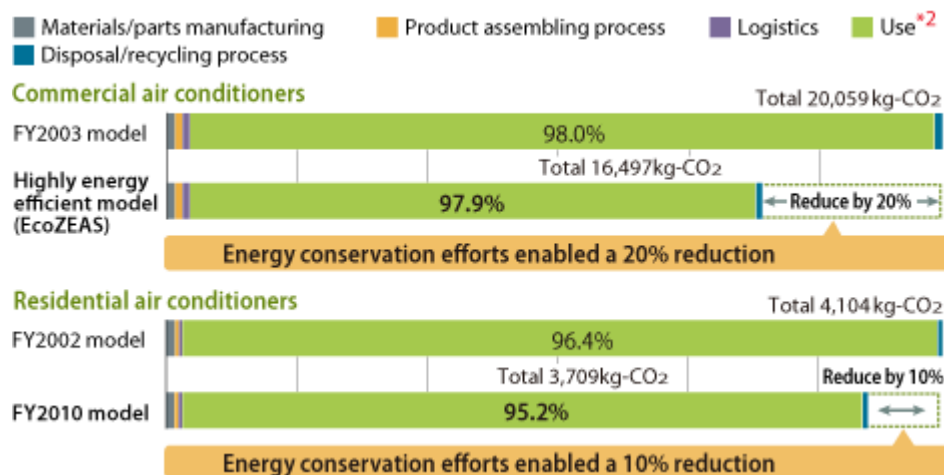 Materials/parts manufacturing Product assembling process Logistics Use*2
Disposal/recycling process
Commercial air conditioners
Total 20,059 kg-CO2
FY2003 model 98.0%
Total 16,497kg-CO2
Highly energy
efficient model
(EcoZEAS)
97.9% Reduce by 20%
Energy conservation efforts enabled a 20% reduction
Residential air conditioners
Total 4,104 kg-CO2
FY2002 model 96.4%
Total 3,709kg-CO2 Reduce by 10%
FY2010 model 95.2%
Energy conservation efforts enabled a 10% reduction